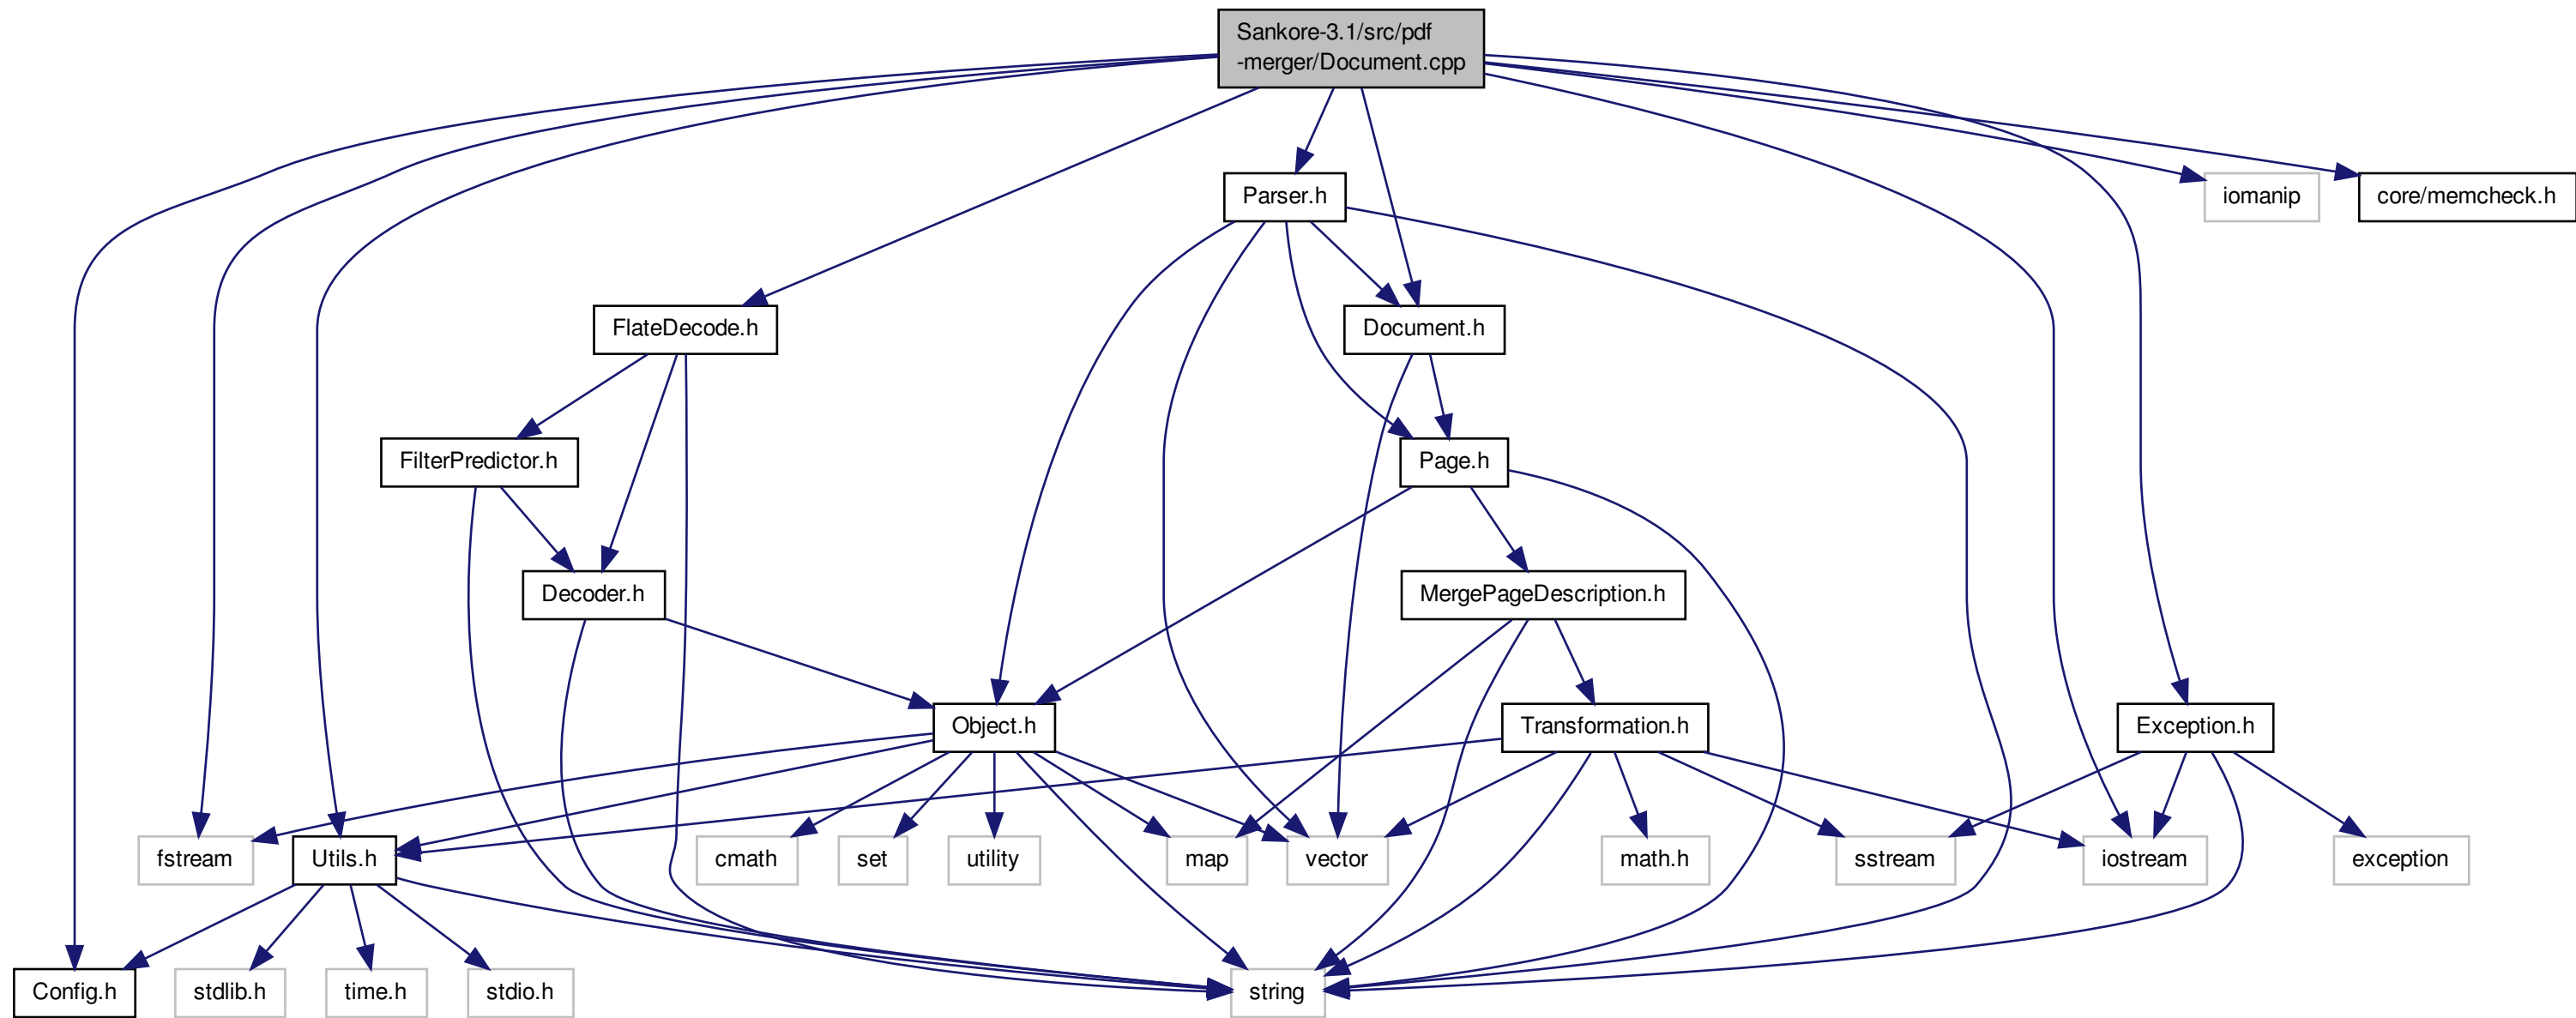 Sankore-3.1/src/pdf
-merger/Document.cpp
Parser.h
iomanip
core/memcheck.h
FlateDecode.h
Document.h
FilterPredictor.h
Page.h
Decoder.h
MergePageDescription.h
Object.h
Transformation.h
Exception.h
fstream
Utils.h
cmath
set
utility
map
vector
math.h
sstream
iostream
exception
Config.h
stdlib.h
time.h
stdio.h
string